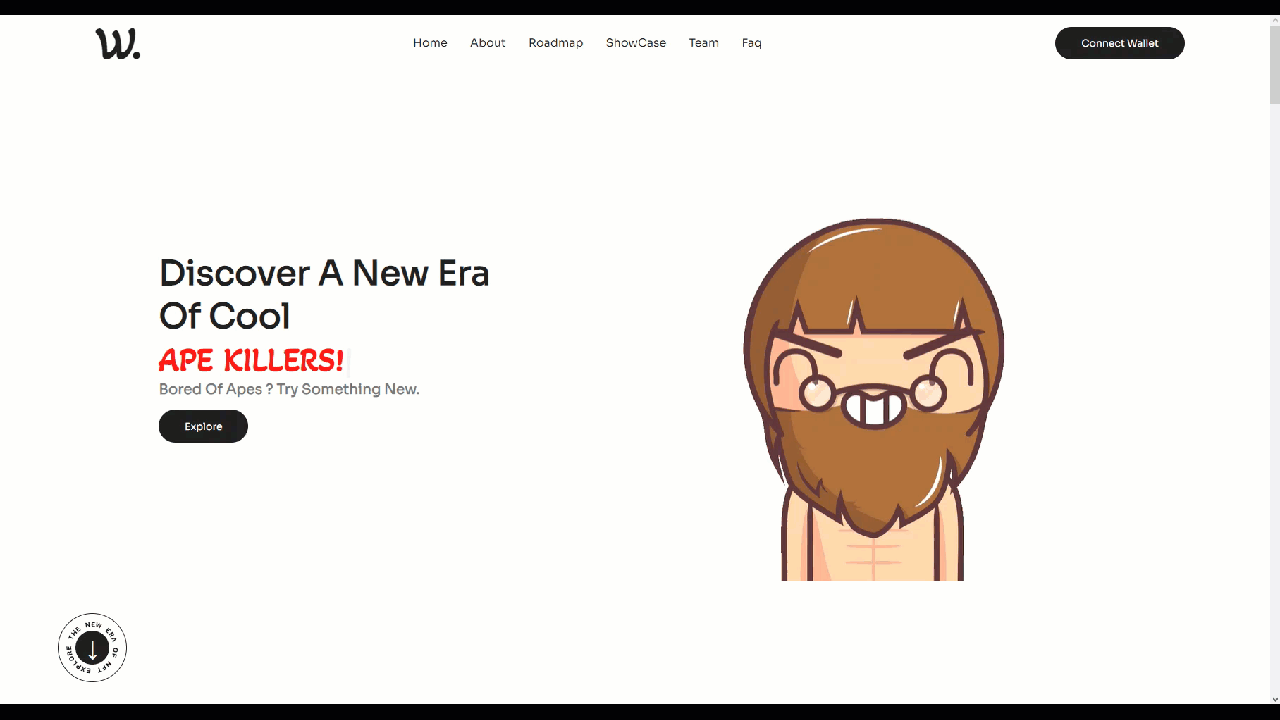 W.
Home
About
Roadmap
ShowCase
Team
Faq
Connect Wallet
Discover A New Era
Of Cool
APE KILLERS!
Bored Of Apes ? Try Something New.
Explore
EXPLORE THE NEW ERA OF NFT